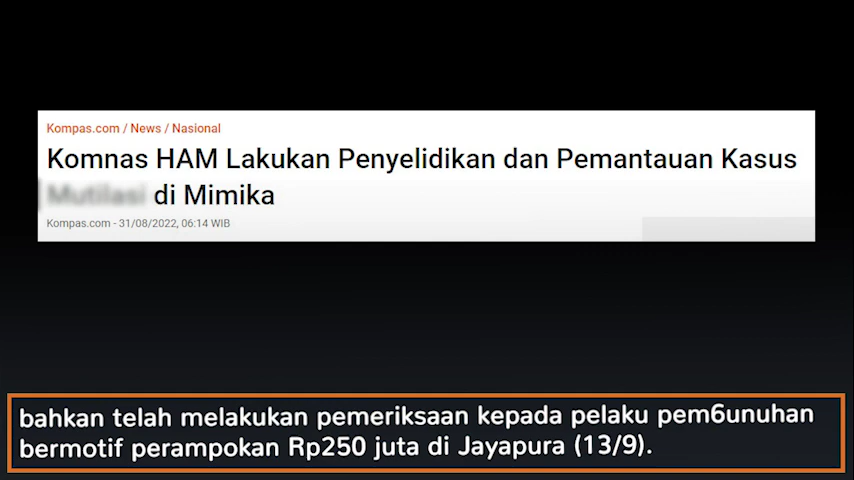 Kompas.com / News / Nasional
Komnas HAM Lakukan Penyelidikan dan Pemantauan Kasus
di Mimika
Kompas.com - 31/08/2022, 06:14 WIB
bahkan telah melakukan pemeriksaan kepada pelaku pem6unuhan
bermotif perampokan Rp250 juta di Jayapura (13/9).